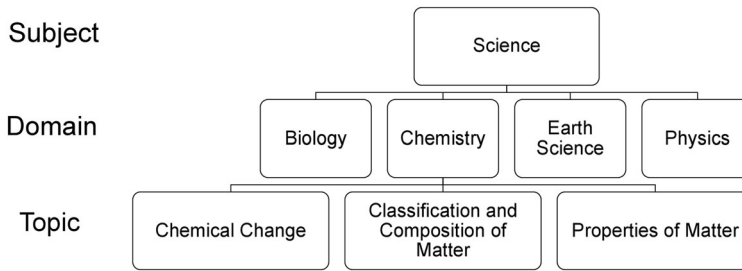 Subject
Science
Domain
Biology
Chemistry
Earth
Science
Physics
Topic
Chemical Change
Classification and
Composition of
Matter
Properties of Matter